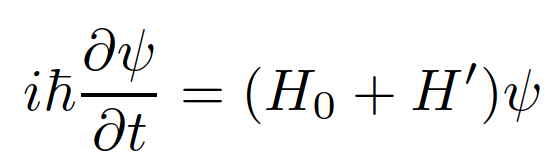 iℏ ∂ψ/∂t = (H₀ + H′)ψ